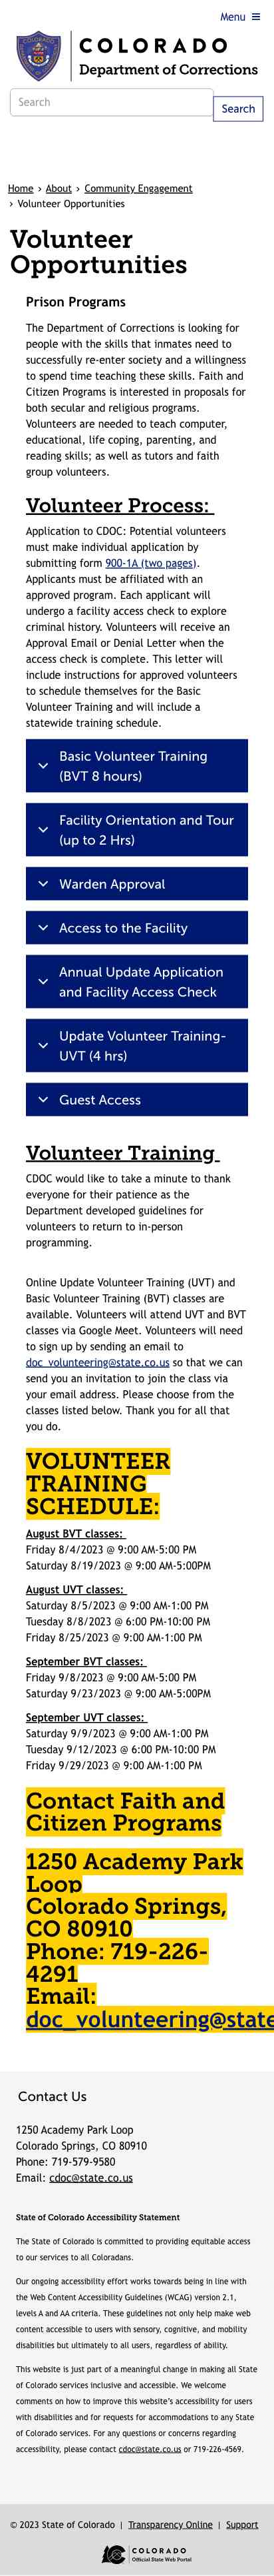 Menu
COLORADO
Department of Corrections
Search
Search
Home › About › Community Engagement
› Volunteer Opportunities
Volunteer
Opportunities
Prison Programs
The Department of Corrections is looking for
people with the skills that inmates need to
successfully re-enter society and a willingness
to spend time teaching these skills. Faith and
Citizen Programs is interested in proposals for
both secular and religious programs.
Volunteers are needed to teach computer,
educational, life coping, parenting, and
reading skills; as well as tutors and faith
group volunteers.
Volunteer Process:
Application to CDOC: Potential volunteers
must make individual application by
submitting form 900-1A (two pages).
Applicants must be affiliated with an
approved program. Each applicant will
undergo a facility access check to explore
criminal history. Volunteers will receive an
Approval Email or Denial Letter when the
access check is complete. This letter will
include instructions for approved volunteers
to schedule themselves for the Basic
Volunteer Training and will include a
statewide training schedule.
Basic Volunteer Training
(BVT 8 hours)
Facility Orientation and Tour
(up to 2 Hrs)
Warden Approval
Access to the Facility
Annual Update Application
and Facility Access Check
Update Volunteer Training-
UVT (4 hrs)
Guest Access
Volunteer Training
CDOC would like to take a minute to thank
everyone for their patience as the
Department developed guidelines for
volunteers to return to in-person
programming.
Online Update Volunteer Training (UVT) and
Basic Volunteer Training (BVT) classes are
available. Volunteers will attend UVT and BVT
classes via Google Meet. Volunteers will need
to sign up by sending an email to
doc_volunteering@state.co.us so that we can
send you an invitation to join the class via
your email address. Please choose from the
classes listed below. Thank you for all that
you do.
VOLUNTEER
TRAINING
SCHEDULE:
August BVT classes:
Friday 8/4/2023 @ 9:00 AM-5:00 PM
Saturday 8/19/2023 @ 9:00 AM-5:00PM
August UVT classes:
Saturday 8/5/2023 @ 9:00 AM-1:00 PM
Tuesday 8/8/2023 @ 6:00 PM-10:00 PM
Friday 8/25/2023 @ 9:00 AM-1:00 PM
September BVT classes:
Friday 9/8/2023 @ 9:00 AM-5:00 PM
Saturday 9/23/2023 @ 9:00 AM-5:00PM
September UVT classes:
Saturday 9/9/2023 @ 9:00 AM-1:00 PM
Tuesday 9/12/2023 @ 6:00 PM-10:00 PM
Friday 9/29/2023 @ 9:00 AM-1:00 PM
Contact Faith and
Citizen Programs
1250 Academy Park
Loop
Colorado Springs,
CO 80910
Phone: 719-226-
4291
Email:
doc_volunteering@state
Contact Us
1250 Academy Park Loop
Colorado Springs, CO 80910
Phone: 719-579-9580
Email: cdoc@state.co.us
State of Colorado Accessibility Statement
The State of Colorado is committed to providing equitable access
to our services to all Coloradans.
Our ongoing accessibility effort works towards being in line with
the Web Content Accessibility Guidelines (WCAG) version 2.1,
levels A and AA criteria. These guidelines not only help make web
content accessible to users with sensory, cognitive, and mobility
disabilities but ultimately to all users, regardless of ability.
This website is just part of a meaningful change in making all State
of Colorado services inclusive and accessible. We welcome
comments on how to improve this website’s accessibility for users
with disabilities and for requests for accommodations to any State
of Colorado services. For any questions or concerns regarding
accessibility, please contact cdoc@state.co.us or 719-226-4569.
© 2023 State of Colorado | Transparency Online | Support
COLORADO
Official State Web Portal